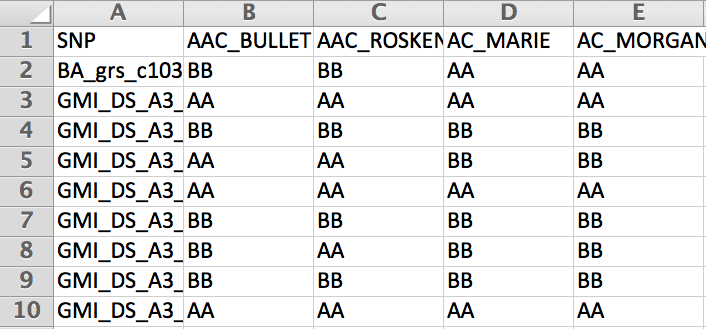 A B C D E
1 SNP AAC_BULLET AAC_ROSKEN AC_MARIE AC_MORGAN
2 BA_grs_c103 BB BB AA AA
3 GMI_DS_A3_ AA AA AA AA
4 GMI_DS_A3_ BB BB BB BB
5 GMI_DS_A3_ AA AA BB BB
6 GMI_DS_A3_ AA AA AA AA
7 GMI_DS_A3_ BB BB BB BB
8 GMI_DS_A3_ BB AA BB BB
9 GMI_DS_A3_ BB BB BB BB
10 GMI_DS_A3_ AA AA AA AA